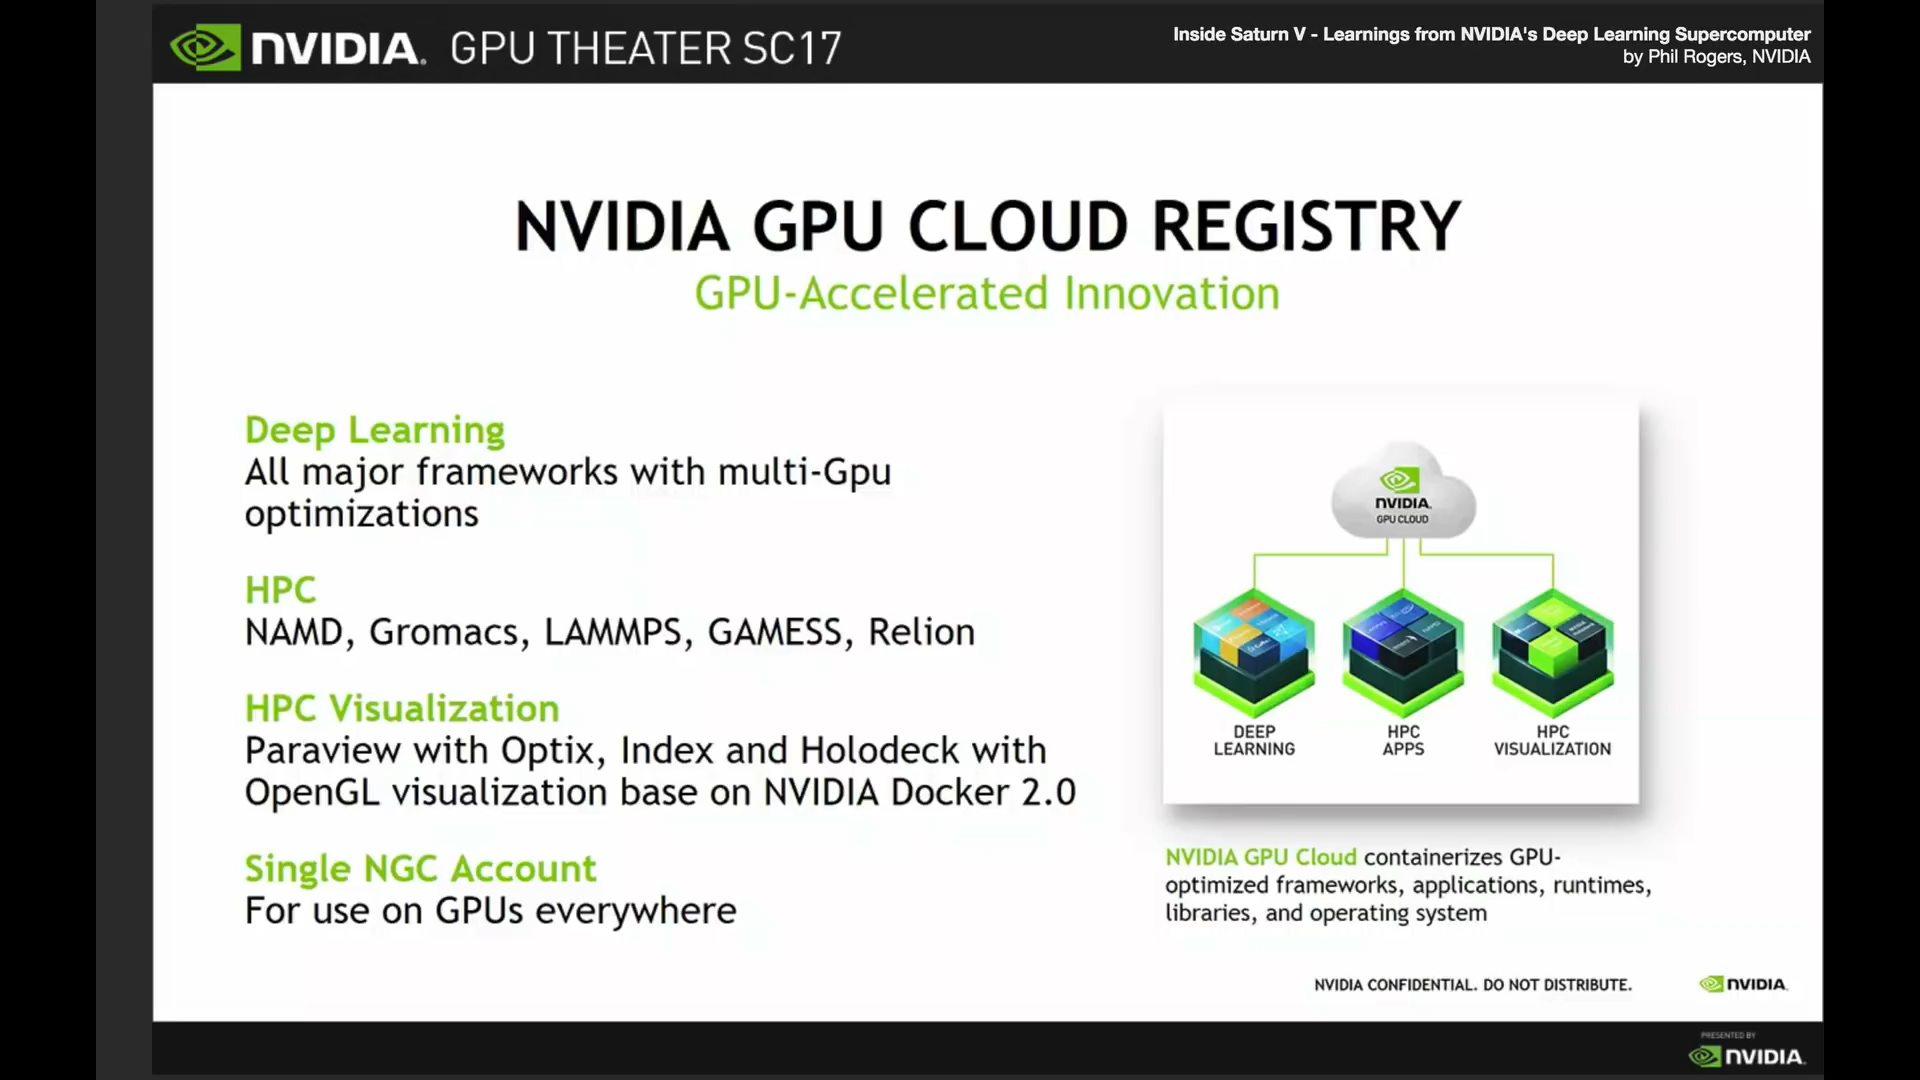 NVIDIA. GPU THEATER SC17
Inside Saturn V - Learnings from NVIDIA's Deep Learning Supercomputer
by Phil Rogers, NVIDIA
NVIDIA GPU CLOUD REGISTRY
GPU-Accelerated Innovation
Deep Learning
All major frameworks with multi-Gpu
optimizations
HPC
NAMD, Gromacs, LAMMPS, GAMESS, Relion
HPC Visualization
Paraview with Optix, Index and Holodeck with
OpenGL visualization base on NVIDIA Docker 2.0
Single NGC Account
For use on GPUs everywhere
NVIDIA.
GPU CLOUD
DEEP
LEARNING
HPC
APPS
HPC
VISUALIZATION
NVIDIA GPU Cloud containerizes GPU-
optimized frameworks, applications, runtimes,
libraries, and operating system
NVIDIA CONFIDENTIAL. DO NOT DISTRIBUTE.
NVIDIA.
PRESENTED BY
NVIDIA.